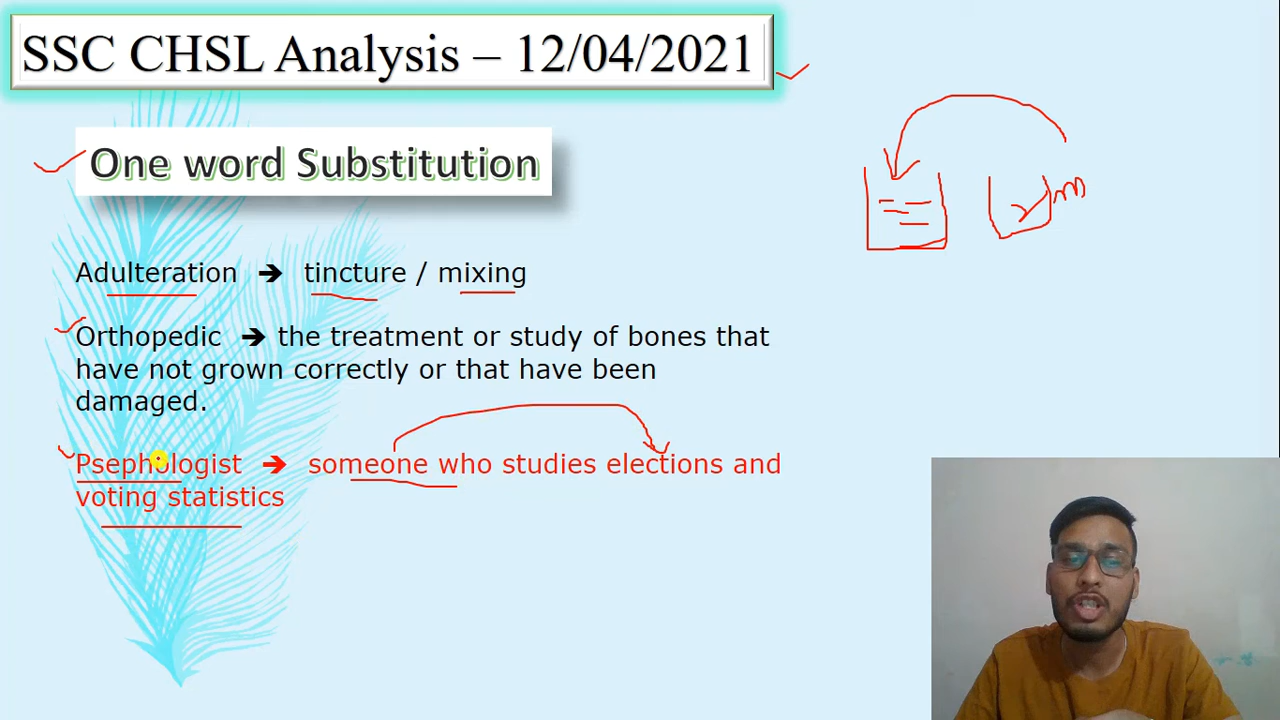 SSC CHSL Analysis – 12/04/2021
One word Substitution
Adulteration ➔ tincture / mixing
Orthopedic ➔ the treatment or study of bones that
have not grown correctly or that have been
damaged.
Psephologist ➔ someone who studies elections and
voting statistics